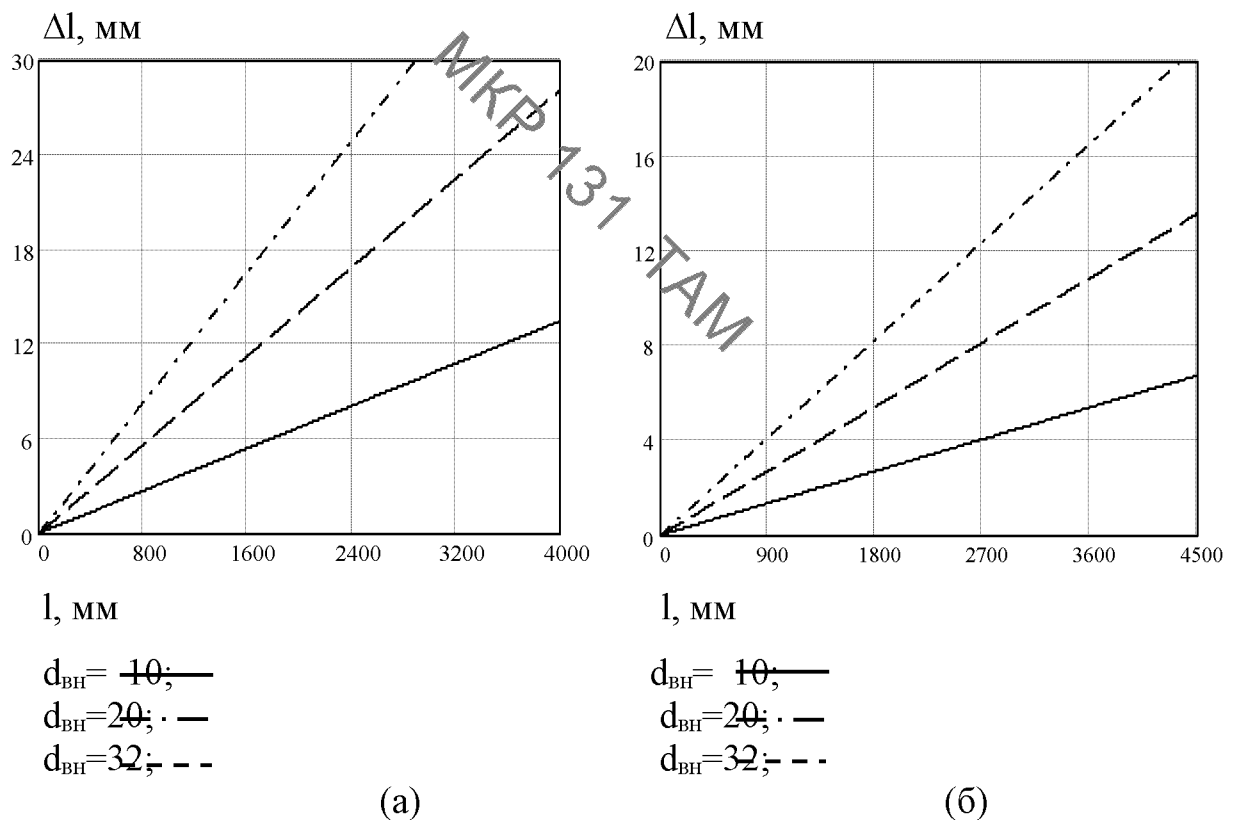 Δl, мм
30
24
18
12
6
0
0 800 1600 2400 3200 4000
l, мм
dвн= 10;
dвн=20;
dвн=32;
(а)
Δl, мм
20
16
12
8
4
0
0 900 1800 2700 3600 4500
l, мм
dвн= 10;
dвн=20;
dвн=32;
(б)
МКР 131 ТАМ